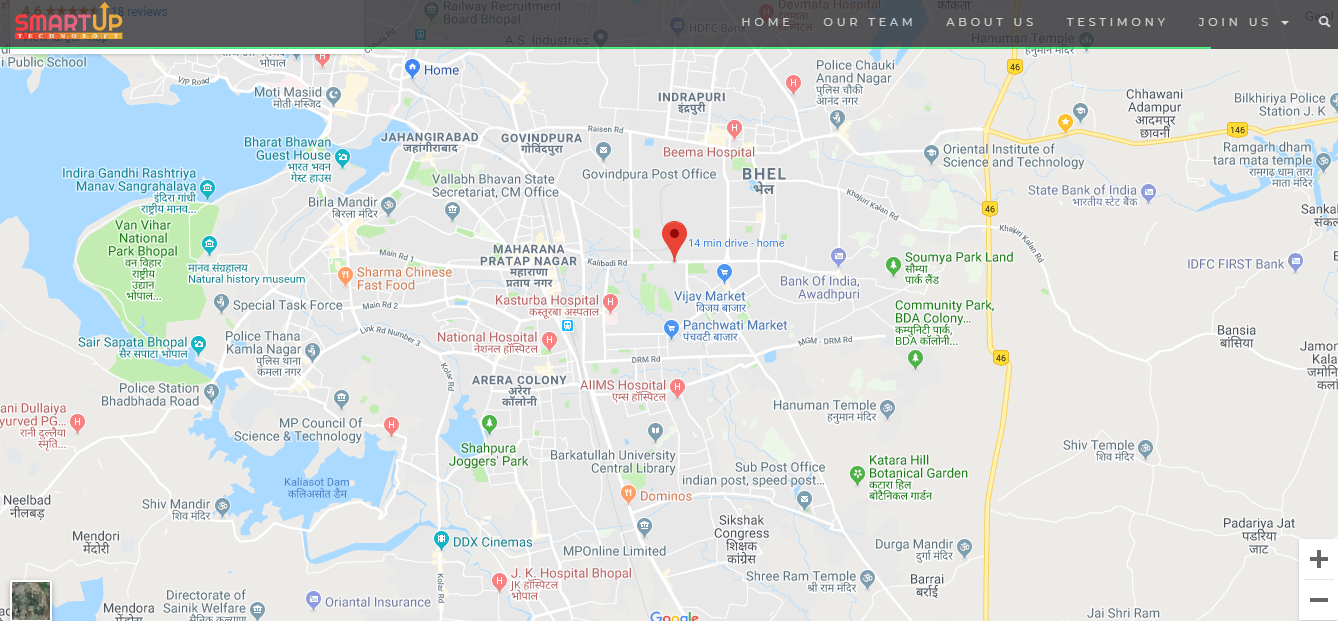 SMARTUP
TECHNOSOFT
4.6
18 reviews
HOME
OUR TEAM
ABOUT US
TESTIMONY
JOIN US
Railway Recruitment
Board Bhopal
Devmata Hospital
HDFC Bank
A.S. Industries
Hanuman Temple
हनुमान मंदिर
i Public School
भोपाल
VIP Road
Home
Police Chauki
Anand Nagar
पुलिस चौकी
आनंद नगर
46
Moti Masjid
मोती मस्जिद
INDRAPURI
इंद्रपुरी
Chhawani
Adampur
आदमपुर
छावनी
Bilkhiriya Police
Station J. K
146
Bharat Bhawan
Guest House
भारत भवन
गेस्ट हाउस
JAHANGIRABAD
जहांगीराबाद
GOVINDPURA
गोविंदपुरा
Raisen Rd
Beema Hospital
Oriental Institute of
Science and Technology
Ramgarh dham
tara mata temple
रामगढ धाम तारा
माता मंदिर
Indira Gandhi Rashtriya
Manav Sangrahalaya
इंदिरा गांधी
राष्ट्रीय मानव...
Vallabh Bhavan State
Secretariat, CM Office
Govindpura Post Office
BHEL
भेल
State Bank of India
भारतीय स्टेट बैंक
Birla Mandir
बिरला मंदिर
Khajuri Kalan Rd
46
Khajuri Kalan Rd
Sankal
Van Vihar
National
Park Bhopal
वन विहार
राष्ट्रीय
उद्यान
भोपाल...
मानव संग्रहालय
Natural history museum
MAHARANA
PRATAP NAGAR
महाराणा
प्रताप नगर
14 min drive - home
Kalibadi Rd
Soumya Park Land
सौम्या
पार्क लैंड
IDFC FIRST Bank
Sharma Chinese
Fast Food
Bank Of India,
Awadhpuri
Special Task Force
Main Rd 2
Kasturba Hospital
कस्तूरबा अस्पताल
Vijay Market
विजय बाजार
Community Park,
BDA Colony...
कम्युनिटी पार्क,
BDA कॉलोनी...
Link Rd Number 3
Panchwati Market
पंचवटी बाजार
Bansia
बांसिया
Sair Sapata Bhopal
सैर सपाटा भोपाल
Police Thana
Kamla Nagar
पुलिस थाना
कमला नगर
National Hospital
नेशनल हॉस्पिटल
MGM - DRM Rd
DRM Rd
46
Kolar Rd
ARERA COLONY
अरेरा
कॉलोनी
AIIMS Hospital
एम्स हॉस्पिटल
Police Station
Bhadbhada Road
Hanuman Temple
हनुमान मंदिर
ani Dullaiya
yurved PG...
रानी दुल्लैया
स्मृति...
MP Council Of
Science & Technology
Shahpura
Joggers' Park
Barkatullah University
Central Library
Shiv Temple
शिव मंदिर
Katara Hill
Botanical Garden
कटारा हिल
बोटैनिकल गार्डन
Sub Post Office
indian post, speed post...
Kaliasot Dam
कलिअसोत डैम
Neelbad
नीलबड़
Shiv Mandir
शिव मंदिर
Dominos
Sikshak
Congress
शिक्षक
कांग्रेस
Padariya Jat
पडरिया
जाट
Mendori
मेंदोरी
DDX Cinemas
MPOnline Limited
Durga Mandir
दुर्गा मंदिर
J. K. Hospital Bhopal
JK हॉस्पिटल
भोपाल
Kolar Rd
Shree Ram Temple
श्री राम मंदिर
Barrai
बर्राई
Directorate of
Sainik Welfare
Oriantal Insurance
Mendora
मेंडोरा
Jai Shri Ram
Google